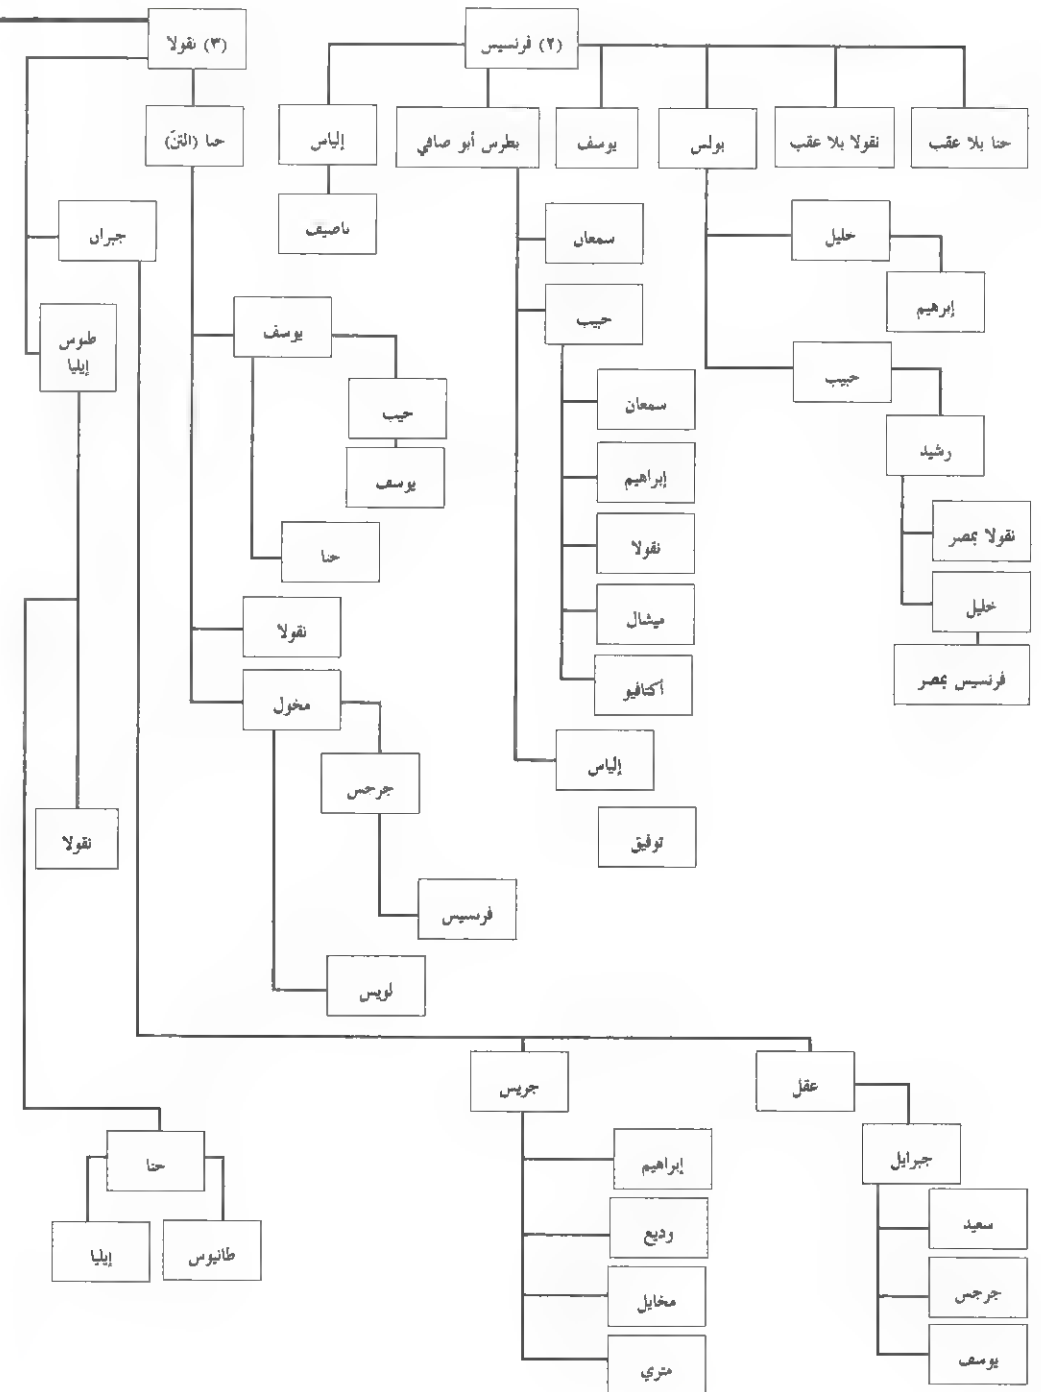 (٢) فرنسيس
(٣) نقولا
حنا بلا عقب
نقولا بلا عقب
بولس
يوسف
بطرس أبو صافي
إلياس
حنا (التنّ)
خليل
سمعان
ناصيف
جبران
إبرهيم
حبيب
يوسف
طنوس
إيليا
حبيب
سمعان
حبيب
رشيد
إبراهيم
يوسف
نقولا بمصر
نقولا
حنا
خليل
ميشال
نقولا
فرنسيس بمصر
أكتافيو
مخول
إلياس
جرجس
توفيق
نقولا
فرنسيس
لويس
عقل
جريس
جبرايل
إبراهيم
حنا
سعيد
وديع
طانيوس
إيليا
جرجس
مخايل
يوسف
متري